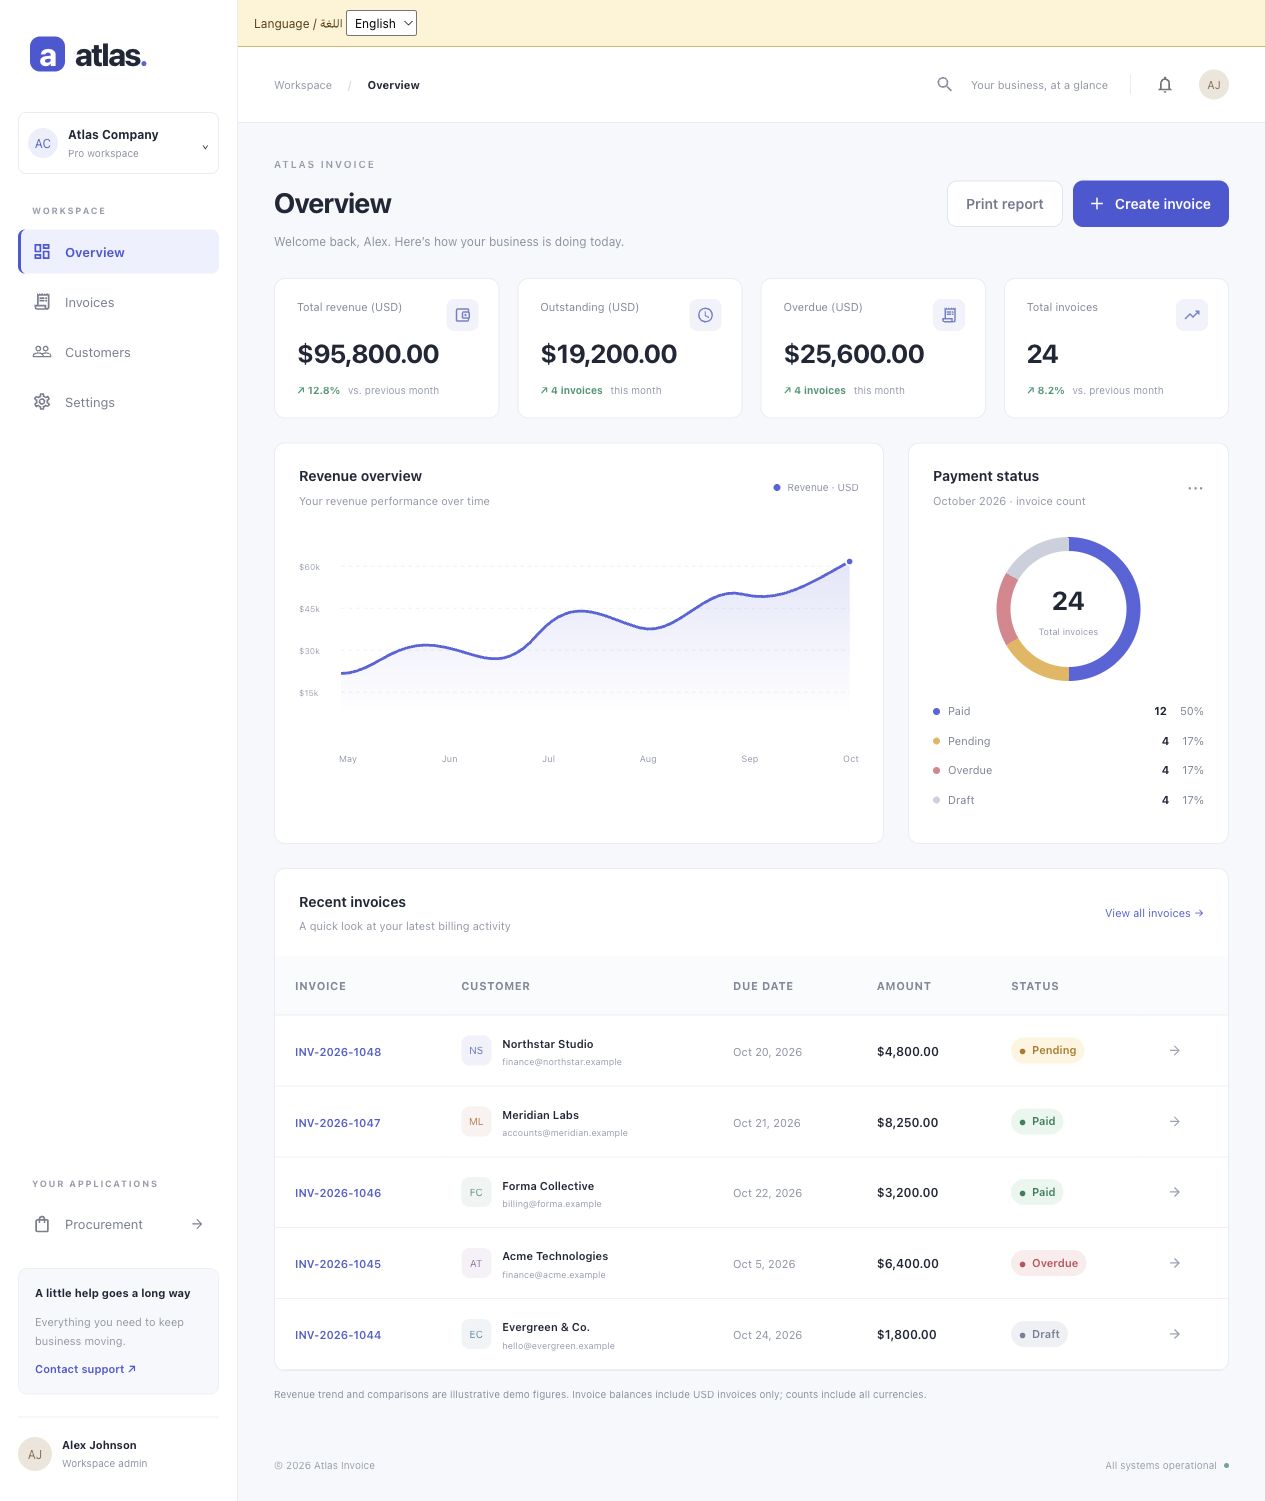 Language / اللغة English
a atlas.
AC Atlas Company
Pro workspace
WORKSPACE
Overview
Invoices
Customers
Settings
YOUR APPLICATIONS
Procurement →
A little help goes a long way
Everything you need to keep
business moving.
Contact support ↗
AJ Alex Johnson
Workspace admin
Workspace / Overview
Your business, at a glance
AJ
ATLAS INVOICE
Overview
Welcome back, Alex. Here's how your business is doing today.
Print report
+ Create invoice
Total revenue (USD)
$95,800.00
↗ 12.8% vs. previous month
Outstanding (USD)
$19,200.00
↗ 4 invoices this month
Overdue (USD)
$25,600.00
↗ 4 invoices this month
Total invoices
24
↗ 8.2% vs. previous month
Revenue overview
Your revenue performance over time
Revenue · USD
$60k
$45k
$30k
$15k
May Jun Jul Aug Sep Oct
Payment status
October 2026 · invoice count
...
24
Total invoices
Paid 12 50%
Pending 4 17%
Overdue 4 17%
Draft 4 17%
Recent invoices
A quick look at your latest billing activity
View all invoices →
INVOICE CUSTOMER DUE DATE AMOUNT STATUS
INV-2026-1048 NS Northstar Studio Oct 20, 2026 $4,800.00 Pending →
finance@northstar.example
INV-2026-1047 ML Meridian Labs Oct 21, 2026 $8,250.00 Paid →
accounts@meridian.example
INV-2026-1046 FC Forma Collective Oct 22, 2026 $3,200.00 Paid →
billing@forma.example
INV-2026-1045 AT Acme Technologies Oct 5, 2026 $6,400.00 Overdue →
finance@acme.example
INV-2026-1044 EC Evergreen & Co. Oct 24, 2026 $1,800.00 Draft →
hello@evergreen.example
Revenue trend and comparisons are illustrative demo figures. Invoice balances include USD invoices only; counts include all currencies.
© 2026 Atlas Invoice
All systems operational